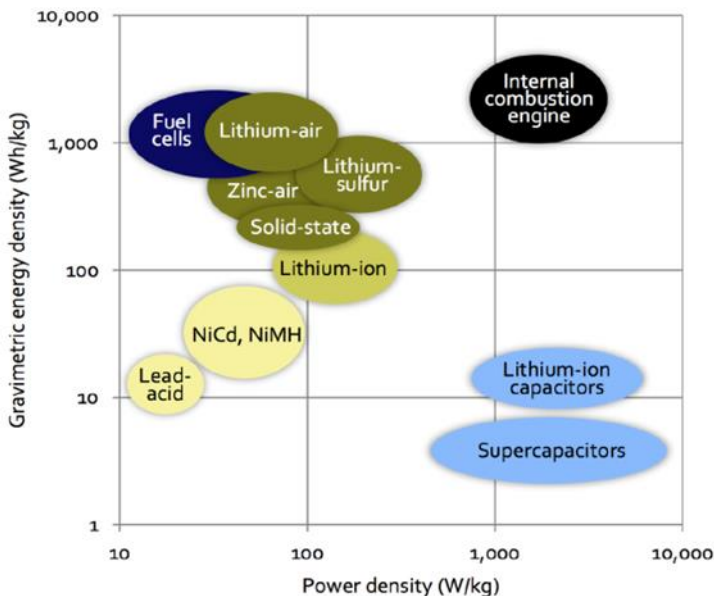 10,000
1,000
100
10
1
Gravimetric energy density (Wh/kg)
Fuel
cells
Lithium-air
Lithium-
sulfur
Zinc-air
Solid-state
Lithium-ion
NiCd, NiMH
Lead-
acid
Internal
combustion
engine
Lithium-ion
capacitors
Supercapacitors
10
100
1,000
10,000
Power density (W/kg)